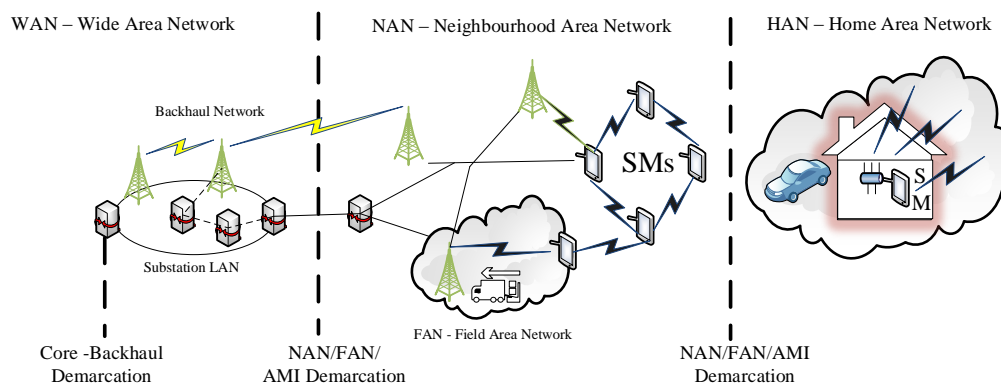 WAN – Wide Area Network
NAN – Neighbourhood Area Network
HAN – Home Area Network
Backhaul Network
SMs
S
M
Substation LAN
FAN - Field Area Network
Core -Backhaul
Demarcation
NAN/FAN/
AMI Demarcation
NAN/FAN/AMI
Demarcation